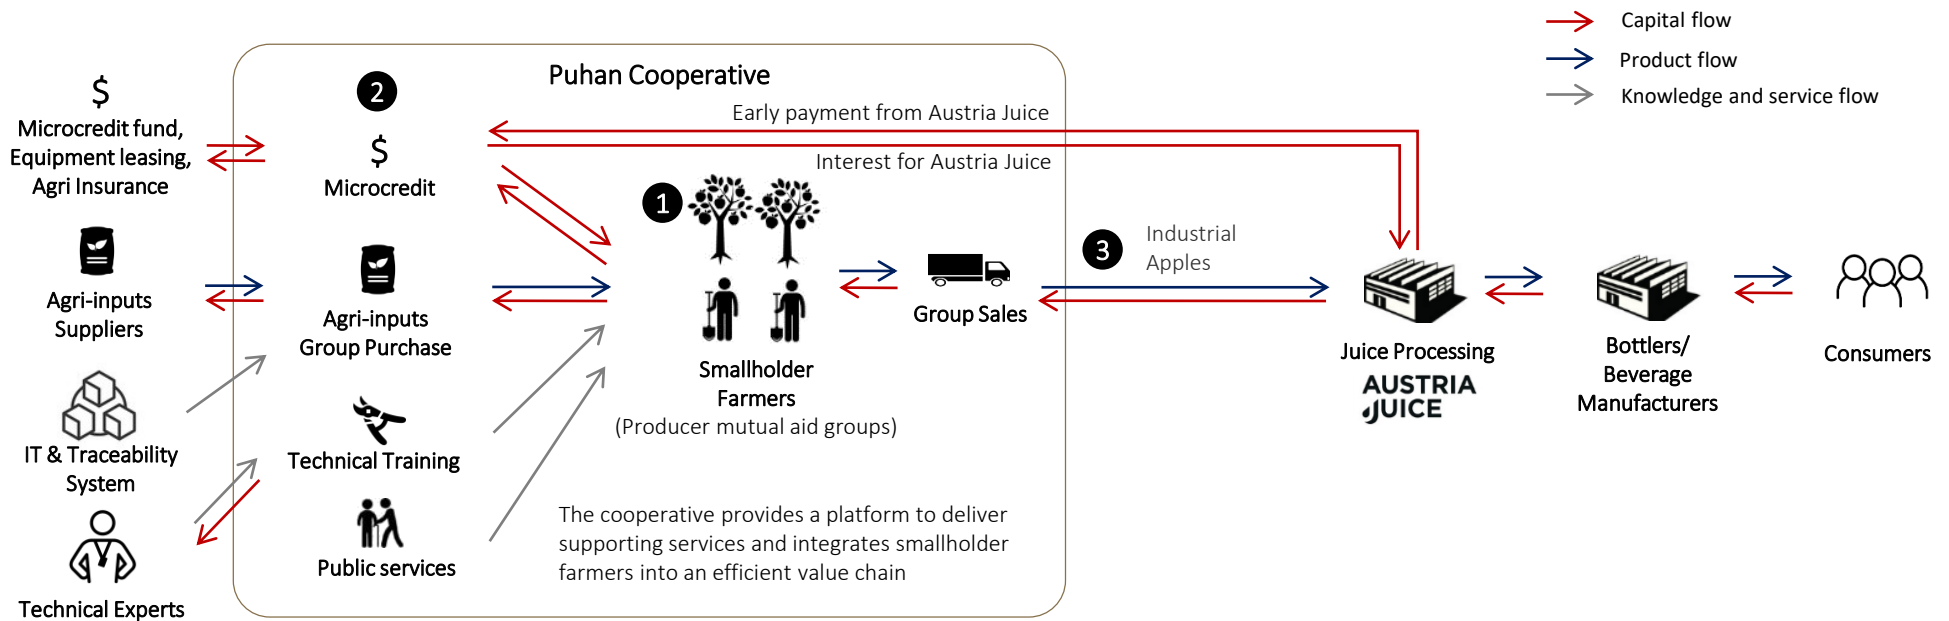 Capital flow
Product flow
Knowledge and service flow
Puhan Cooperative
$
Microcredit fund,
Equipment leasing,
Agri Insurance
2
$
Microcredit
Early payment from Austria Juice
Interest for Austria Juice
1
3
Industrial
Apples
Agri-inputs
Suppliers
Agri-inputs
Group Purchase
Smallholder
Farmers
(Producer mutual aid groups)
Group Sales
Juice Processing
AUSTRIA
JUICE
Bottlers/
Beverage
Manufacturers
Consumers
IT & Traceability
System
Technical Training
Technical Experts
Public services
The cooperative provides a platform to deliver
supporting services and integrates smallholder
farmers into an efficient value chain